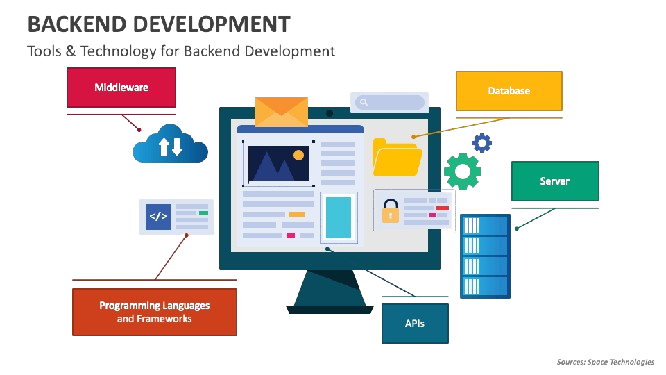 BACKEND DEVELOPMENT
Tools & Technology for Backend Development
Middleware
Database
Server
</>
Programming Languages
and Frameworks
APIs
Sources: Space Technologies